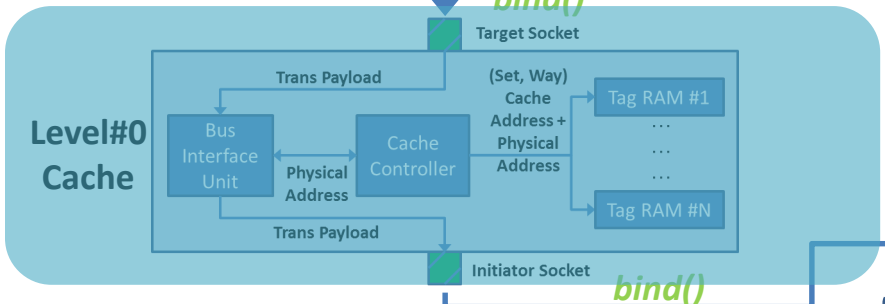 bind()
Target Socket
Trans Payload
(Set, Way)
Cache
Address +
Physical
Address
Tag RAM #1
...
...
...
Tag RAM #N
Level#0
Cache
Bus
Interface
Unit
Physical
Address
Cache
Controller
Trans Payload
Initiator Socket
bind()